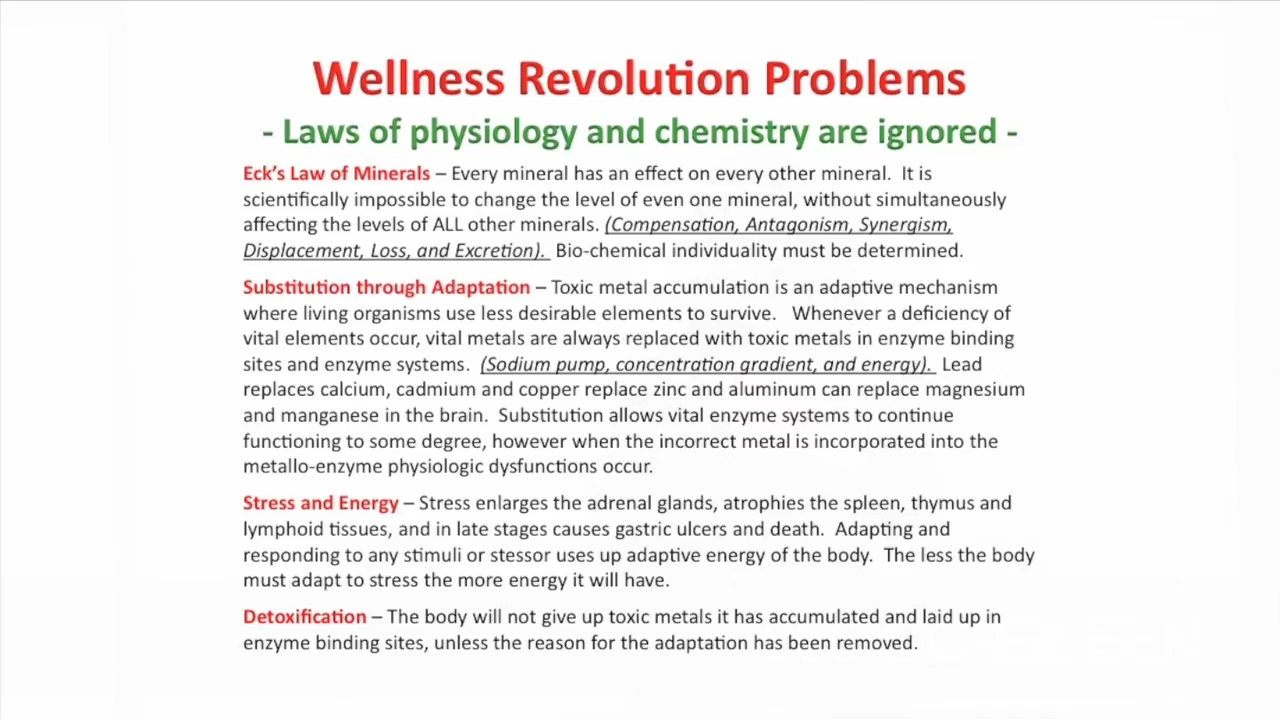 Wellness Revolution Problems
- Laws of physiology and chemistry are ignored -
Eck's Law of Minerals – Every mineral has an effect on every other mineral.  It is
scientifically impossible to change the level of even one mineral, without simultaneously
affecting the levels of ALL other minerals. (Compensation, Antagonism, Synergism,
Displacement, Loss, and Excretion).  Bio-chemical individuality must be determined.
Substitution through Adaptation – Toxic metal accumulation is an adaptive mechanism
where living organisms use less desirable elements to survive.   Whenever a deficiency of
vital elements occur, vital metals are always replaced with toxic metals in enzyme binding
sites and enzyme systems.  (Sodium pump, concentration gradient, and energy).  Lead
replaces calcium, cadmium and copper replace zinc and aluminum can replace magnesium
and manganese in the brain.  Substitution allows vital enzyme systems to continue
functioning to some degree, however when the incorrect metal is incorporated into the
metallo-enzyme physiologic dysfunctions occur.
Stress and Energy – Stress enlarges the adrenal glands, atrophies the spleen, thymus and
lymphoid tissues, and in late stages causes gastric ulcers and death.  Adapting and
responding to any stimuli or stessor uses up adaptive energy of the body.  The less the body
must adapt to stress the more energy it will have.
Detoxification – The body will not give up toxic metals it has accumulated and laid up in
enzyme binding sites, unless the reason for the adaptation has been removed.